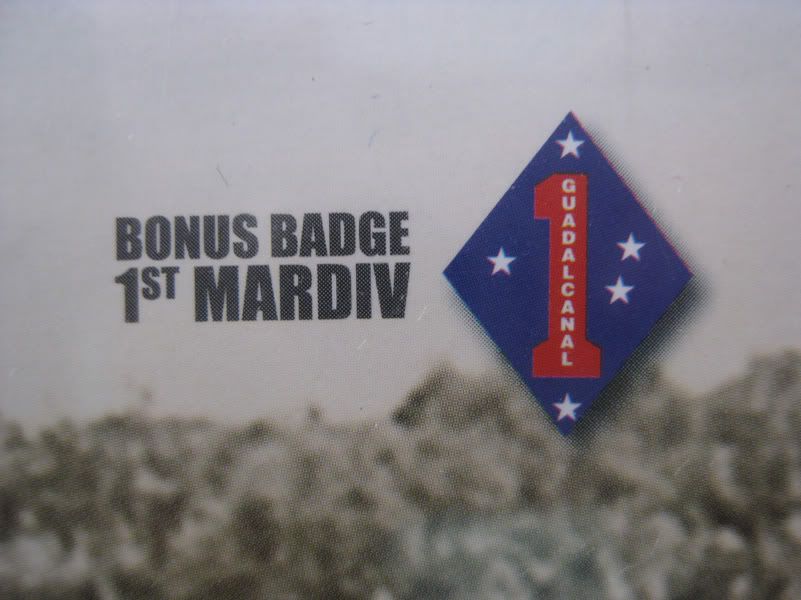 BONUS BADGE
1ST MARDIV
1
GUADALCANAL